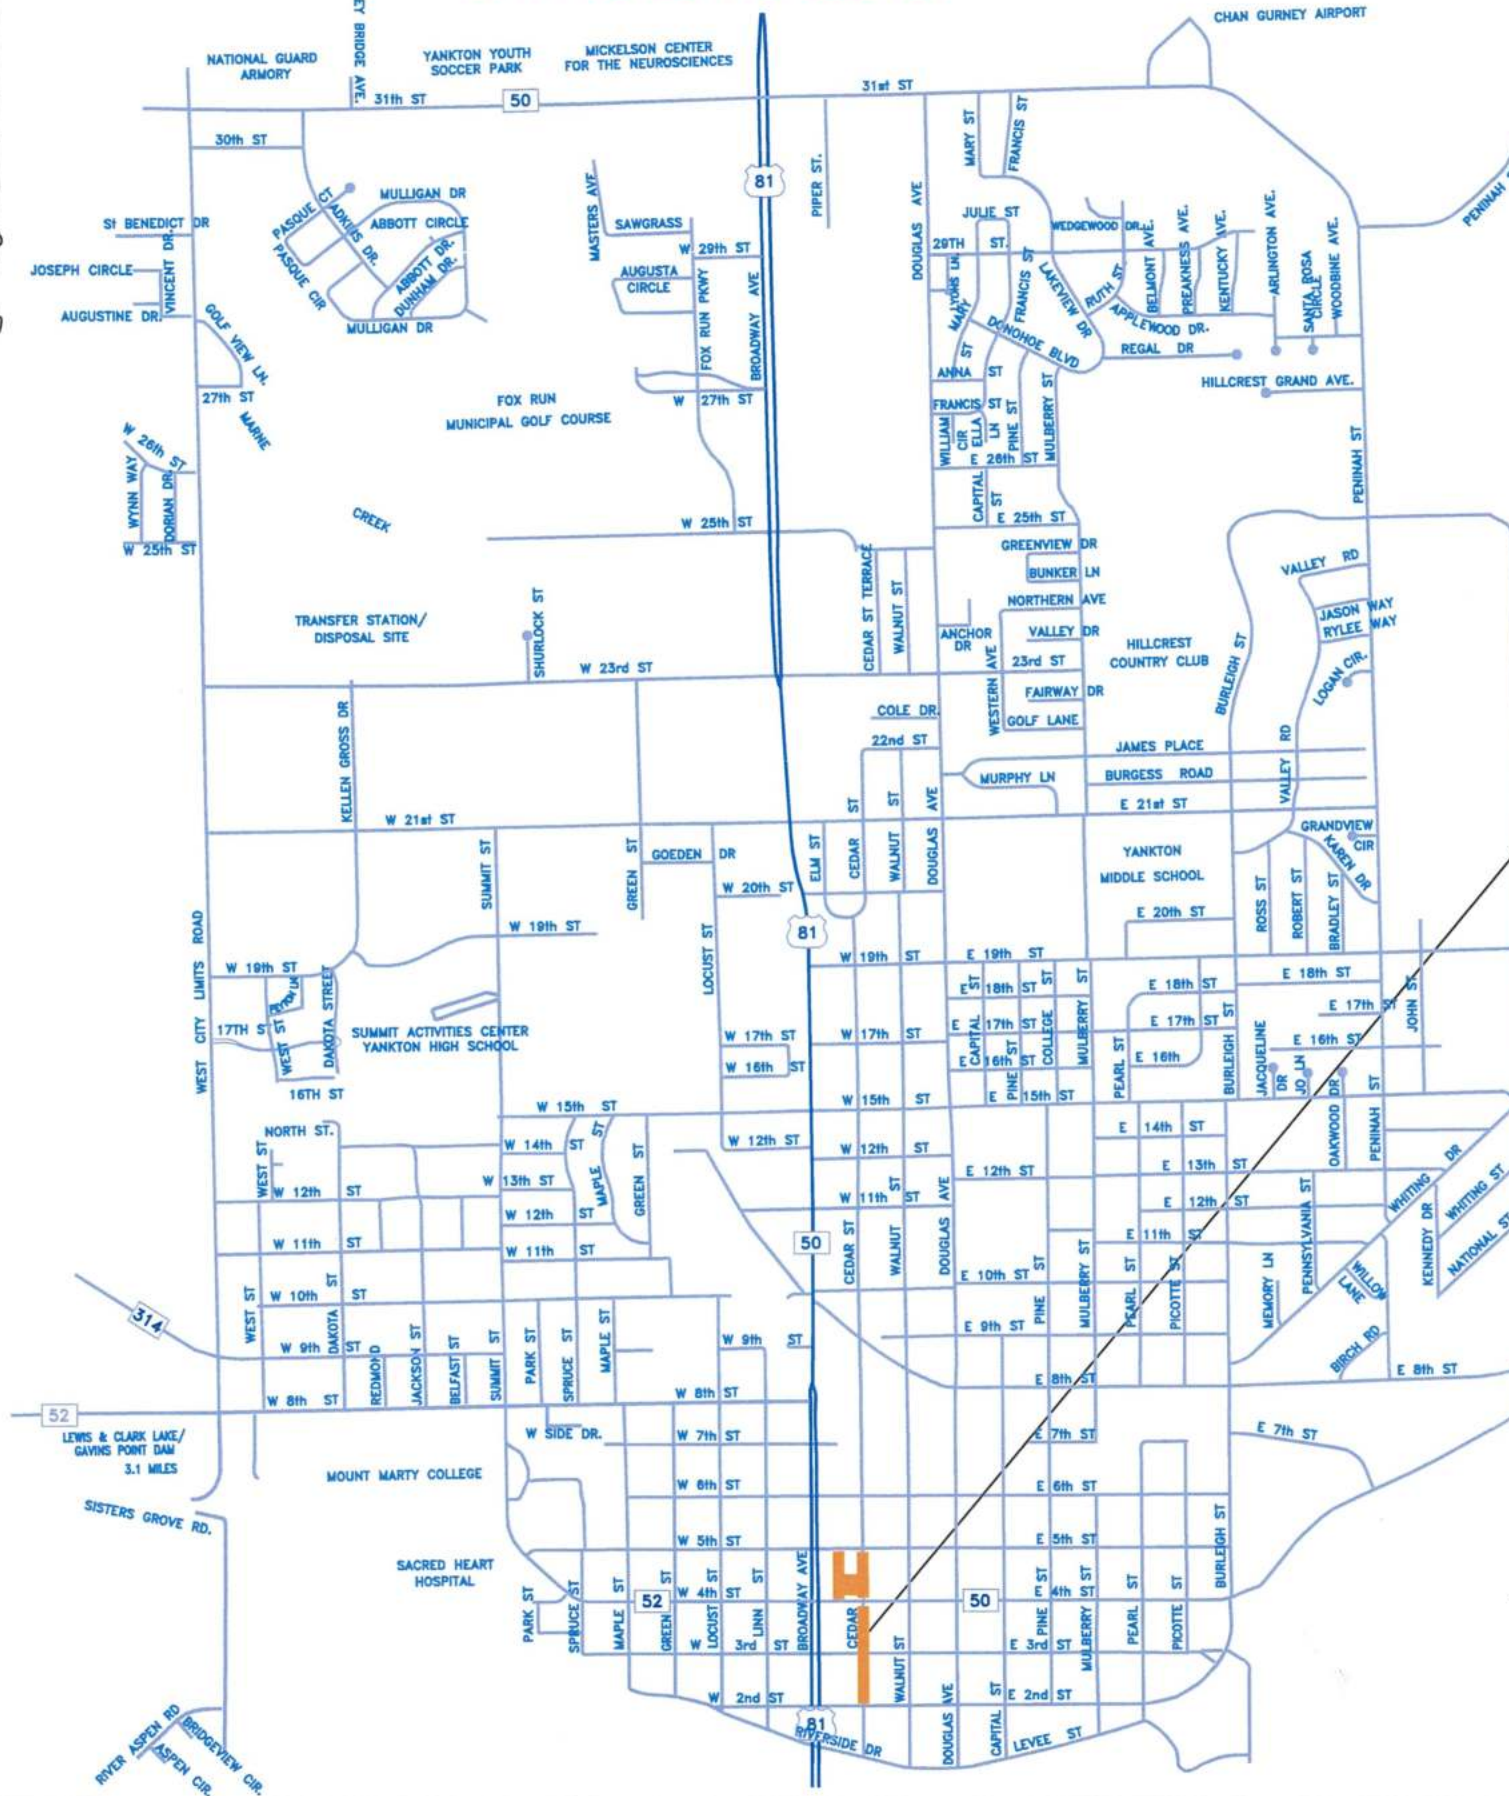 CHAN GURNEY AIRPORT
EY BRIDGE AVE.
NATIONAL GUARD
ARMORY
YANKTON YOUTH
SOCCER PARK
MICKELSON CENTER
FOR THE NEUROSCIENCES
31th ST
50
31st ST
30th ST
MARY ST
FRANCIS ST
81
PIPER ST.
DOUGLAS AVE
PENINAH
MULLIGAN DR
PASQUE CT
ADKINS DR.
ABBOTT CIRCLE
MASTERS AVE
SAWGRASS
St BENEDICT DR
JULIE ST
WEDGEWOOD DR.
W 29th ST
29TH ST.
JOSEPH CIRCLE
VINCENT DR.
PASQUE CIR
ABBOTT DR.
DUNHAM DR.
AUGUSTA
CIRCLE
FOX RUN PKWY
BROADWAY AVE
LYONS LN.
MARY ST
FRANCIS ST
LAKEVIEW DR
RUTH ST
BELMONT AVE.
PREAKNESS AVE.
KENTUCKY AVE.
ARLINGTON AVE.
SANTA ROSA
CIRCLE
WOODBINE AVE.
AUGUSTINE DR.
GOLF VIEW LN.
MULLIGAN DR
DONOHOE BLVD
APPLEWOOD DR.
REGAL DR
ANNA ST
HILLCREST GRAND AVE.
27th ST
FOX RUN
MUNICIPAL GOLF COURSE
W 27th ST
FRANCIS ST
WILLIAM CIR
ELLA LN
PINE ST
MULBERRY ST
MARNE
CREEK
W 26th ST
WYNN WAY
DORIAN DR.
E 26th ST
PENINAH ST
CAPITAL ST
W 25th ST
W 25th ST
E 25th ST
GREENVIEW DR
BUNKER LN
VALLEY RD
CEDAR ST TERRACE
WALNUT ST
NORTHERN AVE
JASON WAY
RYLEE WAY
TRANSFER STATION/
DISPOSAL SITE
SHURLOCK ST
ANCHOR
DR
VALLEY DR
HILLCREST
COUNTRY CLUB
BURLEIGH ST
LOGAN CIR.
W 23rd ST
WESTERN AVE
23rd ST
FAIRWAY DR
KELLEN GROSS DR
COLE DR.
GOLF LANE
22nd ST
JAMES PLACE
VALLEY RD
MURPHY LN
BURGESS ROAD
E 21st ST
W 21st ST
SUMMIT ST
GREEN ST
GOEDEN DR
ELM ST
CEDAR ST
WALNUT ST
DOUGLAS AVE
YANKTON
MIDDLE SCHOOL
GRANDVIEW
CIR
KAREN DR
W 20th ST
ROSS ST
ROBERT ST
BRADLEY ST
E 20th ST
WEST CITY LIMITS ROAD
W 19th ST
LOCUST ST
81
W 19th ST
W 19th ST
E 19th ST
E 18th ST
E 18th ST
E 18th ST
WEST ST
DAKOTA STREET
17TH ST
SUMMIT ACTIVITIES CENTER
YANKTON HIGH SCHOOL
W 17th ST
W 17th ST
E 17th ST
E 17th ST
E 17th ST
JOHN ST
CAPITAL ST
COLLEGE ST
MULBERRY ST
W 16th ST
E 16th ST
E 16th
E 16th ST
PEARL ST
BURLEIGH ST
JACQUELINE DR
JO LN
OAKWOOD DR
PENINAH ST
16TH ST
W 15th ST
W 15th ST
PINE ST
E 15th ST
NORTH ST.
WEST ST
W 14th ST
MAPLE ST
GREEN ST
W 12th ST
W 12th ST
E 14th ST
W 13th ST
E 12th ST
E 13th ST
W 12th ST
W 12th ST
W 11th ST
WALNUT ST
DOUGLAS AVE
E 12th ST
PENNSYLVANIA ST
WHITING DR
WHITING ST
KENNEDY DR
NATIONAL ST
W 11th ST
W 11th ST
50
CEDAR ST
E 11th ST
E 10th ST
PINE ST
MULBERRY ST
PEARL ST
PICOTTE ST
MEMORY LN
WILLOW
LANE
314
WEST ST
W 10th ST
DAKOTA ST
BIRCH RD
W 9th ST
REDMOND
JACKSON ST
BELFAST ST
SUMMIT ST
PARK ST
SPRUCE ST
MAPLE ST
W 9th ST
E 9th ST
E 8th ST
E 8th ST
W 8th ST
W 8th ST
52
LEWIS & CLARK LAKE/
GAVINS POINT DAM
3.1 MILES
W SIDE DR.
W 7th ST
E 7th ST
E 7th ST
MOUNT MARTY COLLEGE
W 6th ST
E 6th ST
SISTERS GROVE RD.
W 5th ST
E 5th ST
BURLEIGH ST
SACRED HEART
HOSPITAL
PARK ST
SPRUCE ST
MAPLE ST
GREEN ST
52
W 4th ST
LOCUST ST
LINN ST
BROADWAY AVE
CEDAR
50
E 4th ST
PINE ST
MULBERRY ST
PEARL ST
PICOTTE ST
W 3rd ST
WALNUT ST
E 3rd ST
W 2nd ST
DOUGLAS AVE
CAPITAL ST
E 2nd ST
81
RIVERSIDE DR
LEVEE ST
RIVER ASPEN RD
BRIDGEVIEW CIR.
ASPEN CIR.